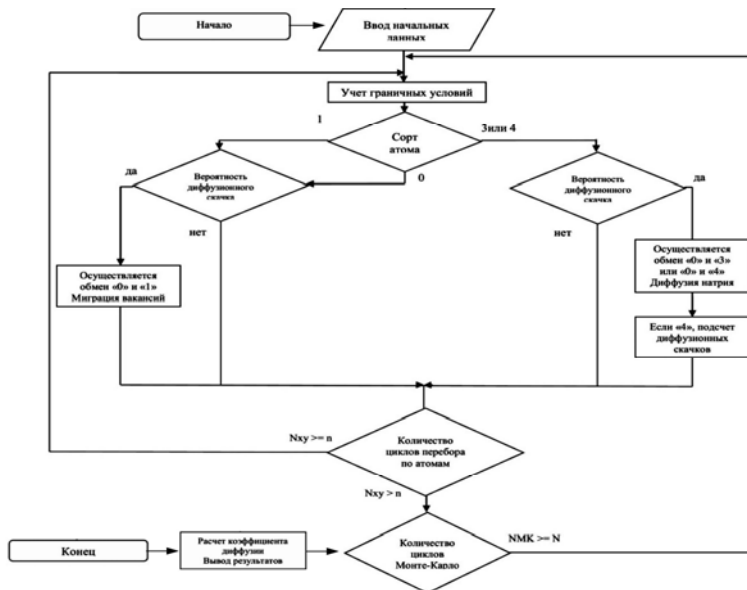 Начало
Ввод начальных
данных
Учет граничных условий
1
3или 4
Сорт
атома
0
да
Вероятность
диффузионного
скачка
нет
Вероятность
диффузионного
скачка
да
нет
Осуществляется
обмен «0» и «1»
Миграция вакансий
Осуществляется
обмен «0» и «3»
или «0» и «4»
Диффузия натрия
Если «4», подсчет
диффузионных
скачков
Nxy >= n
Количество
циклов перебора
по атомам
Nxy > n
Конец
Расчет коэффициента
диффузии
Вывод результатов
Количество
циклов
Монте-Карло
NMK >= N